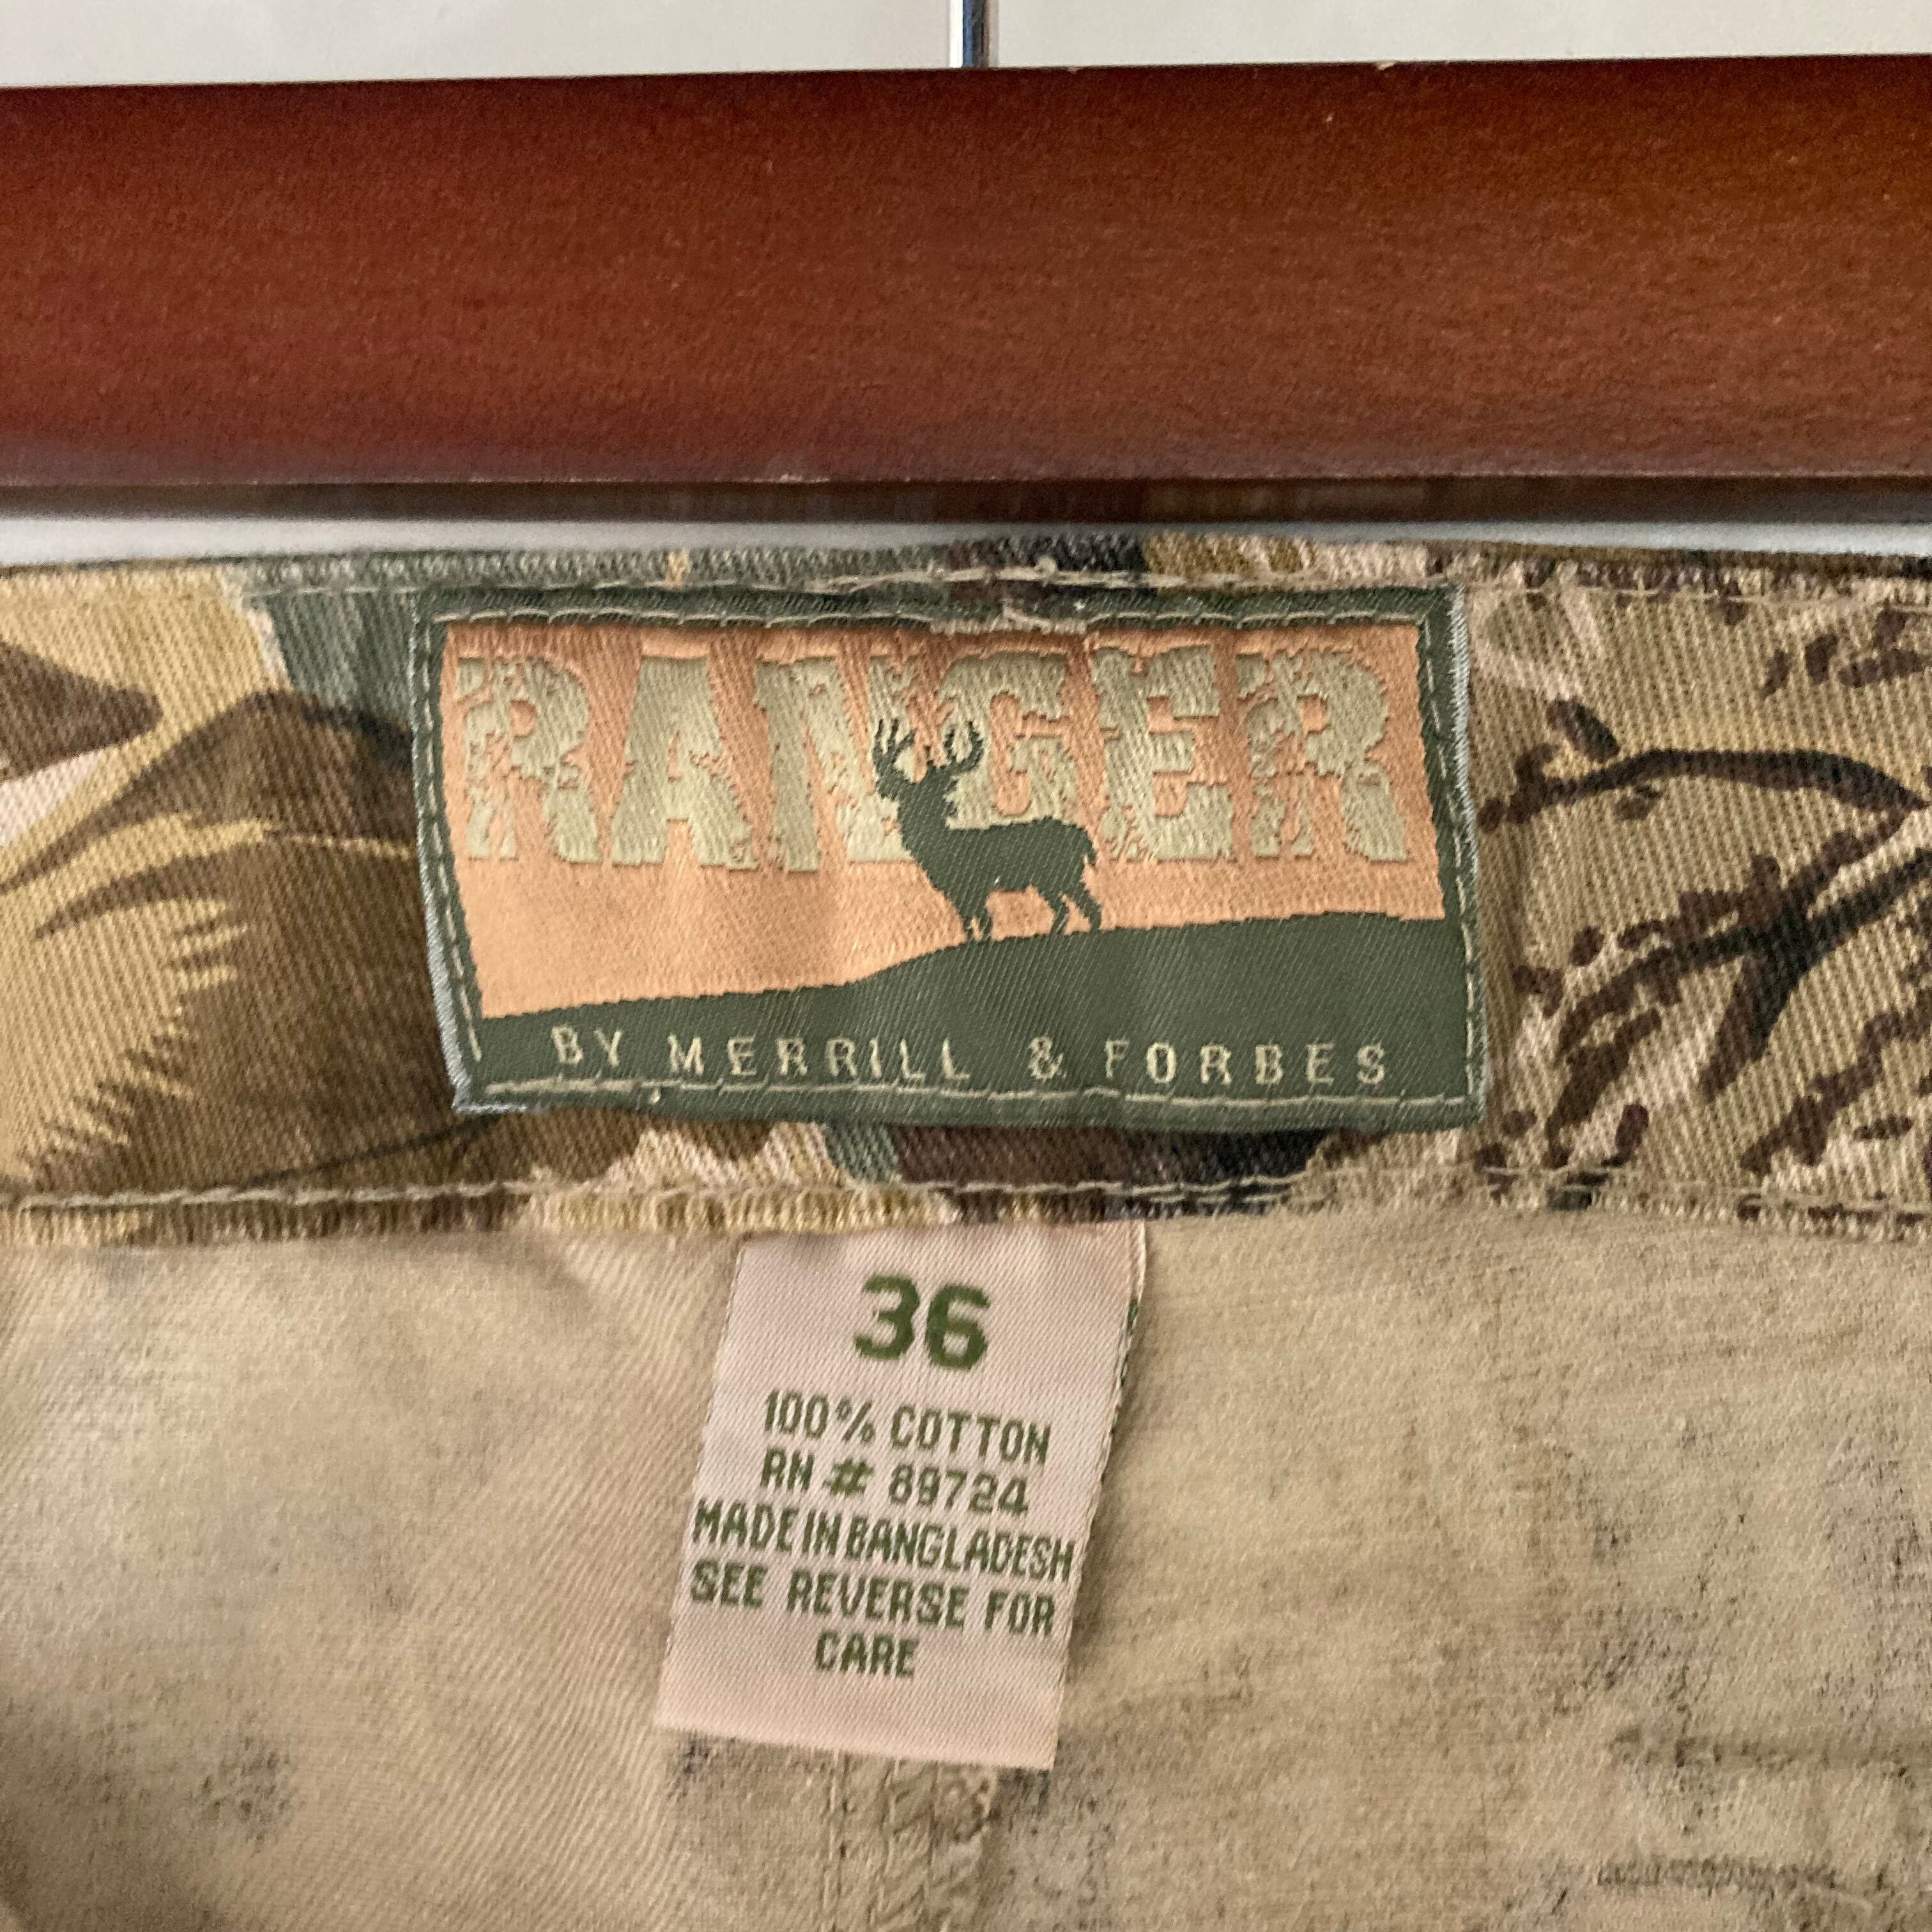 RANGER
BY MERRILL & FORBES
36
100% COTTON
RN # 89724
MADE IN BANGLADESH
SEE REVERSE FOR
CARE